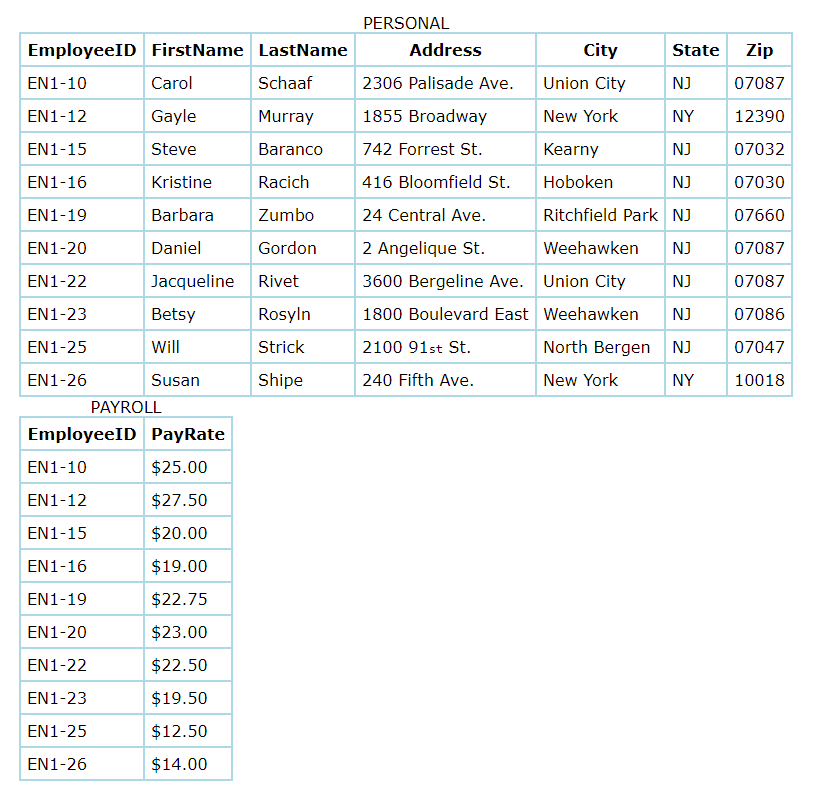 PERSONAL
EmployeeID FirstName LastName Address City State Zip
EN1-10 Carol Schaaf 2306 Palisade Ave. Union City NJ 07087
EN1-12 Gayle Murray 1855 Broadway New York NY 12390
EN1-15 Steve Baranco 742 Forrest St. Kearny NJ 07032
EN1-16 Kristine Racich 416 Bloomfield St. Hoboken NJ 07030
EN1-19 Barbara Zumbo 24 Central Ave. Ritchfield Park NJ 07660
EN1-20 Daniel Gordon 2 Angelique St. Weehawken NJ 07087
EN1-22 Jacqueline Rivet 3600 Bergeline Ave. Union City NJ 07087
EN1-23 Betsy Rosyln 1800 Boulevard East Weehawken NJ 07086
EN1-25 Will Strick 2100 91st St. North Bergen NJ 07047
EN1-26 Susan Shipe 240 Fifth Ave. New York NY 10018
PAYROLL
EmployeeID PayRate
EN1-10 $25.00
EN1-12 $27.50
EN1-15 $20.00
EN1-16 $19.00
EN1-19 $22.75
EN1-20 $23.00
EN1-22 $22.50
EN1-23 $19.50
EN1-25 $12.50
EN1-26 $14.00